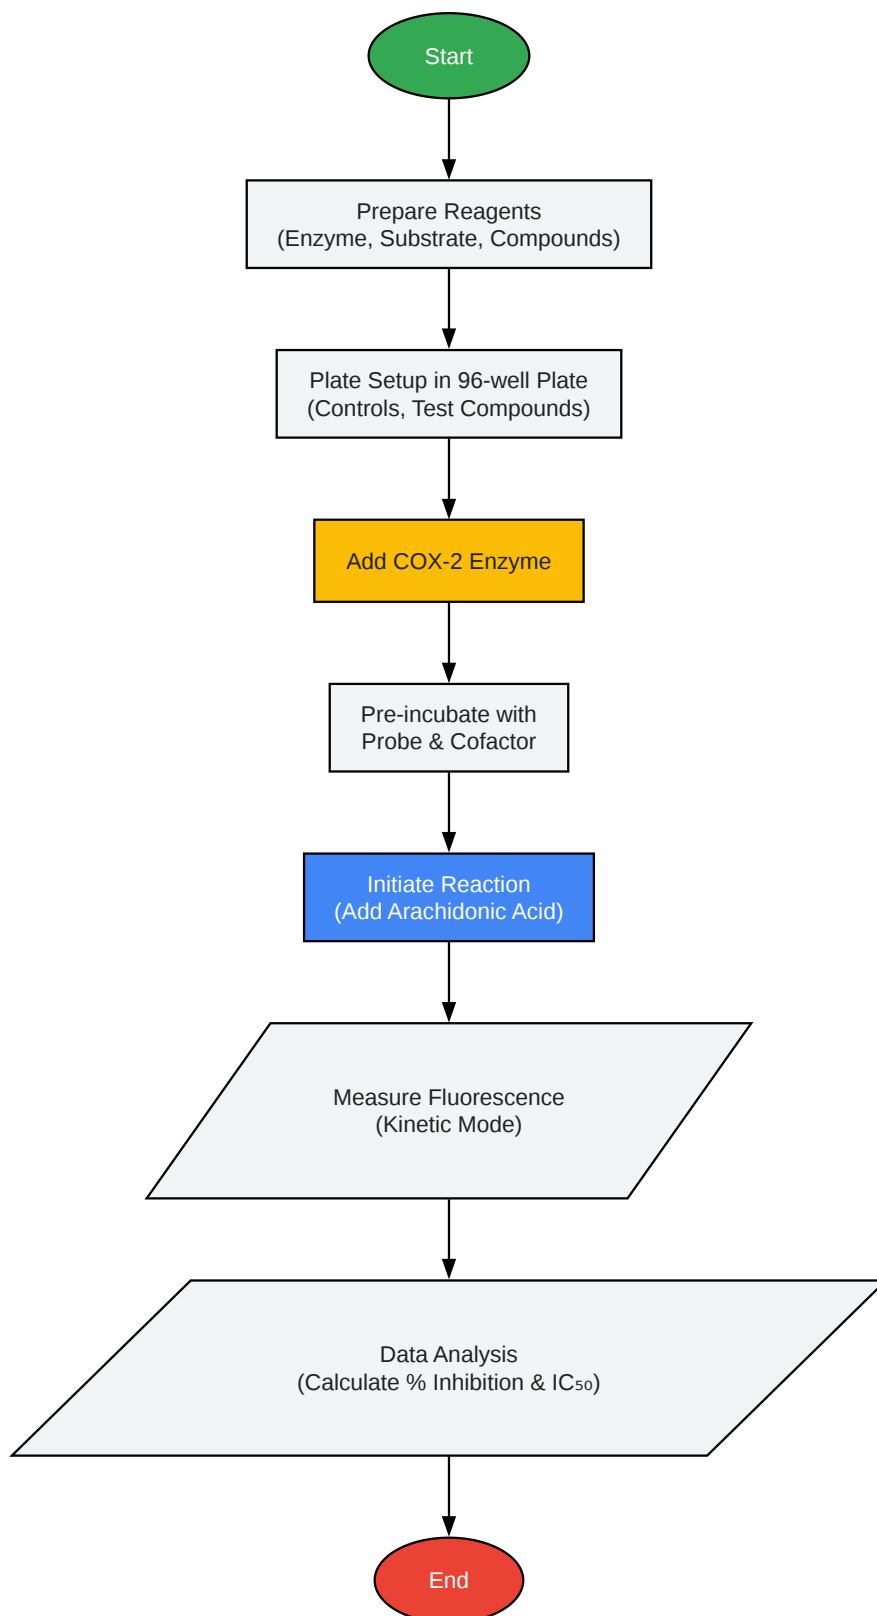 Start
Prepare Reagents
(Enzyme, Substrate, Compounds)
Plate Setup in 96-well Plate
(Controls, Test Compounds)
Add COX-2 Enzyme
Pre-incubate with
Probe & Cofactor
Initiate Reaction
(Add Arachidonic Acid)
Measure Fluorescence
(Kinetic Mode)
Data Analysis
(Calculate % Inhibition & IC₅₀)
End